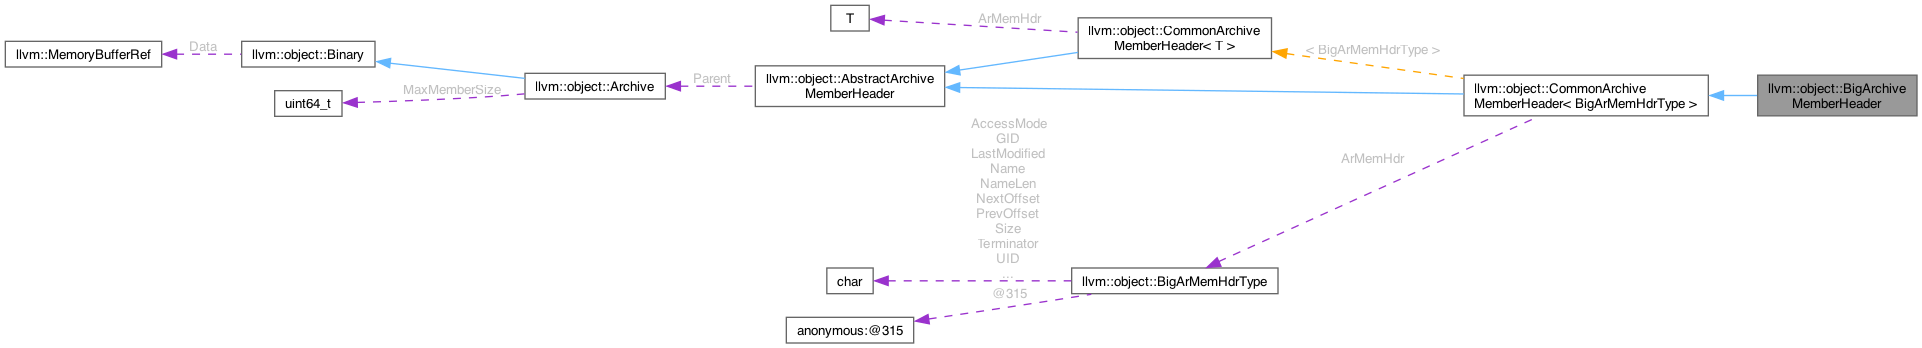 T
ArMemHdr
llvm::object::CommonArchive
MemberHeader< T >
< BigArMemHdrType >
llvm::MemoryBufferRef
Data
llvm::object::Binary
llvm::object::AbstractArchive
MemberHeader
Parent
llvm::object::Archive
MaxMemberSize
uint64_t
llvm::object::CommonArchive
MemberHeader< BigArMemHdrType >
llvm::object::BigArchive
MemberHeader
AccessMode
GID
LastModified
Name
NameLen
NextOffset
PrevOffset
Size
Terminator
UID
...
ArMemHdr
char
llvm::object::BigArMemHdrType
@315
anonymous:@315